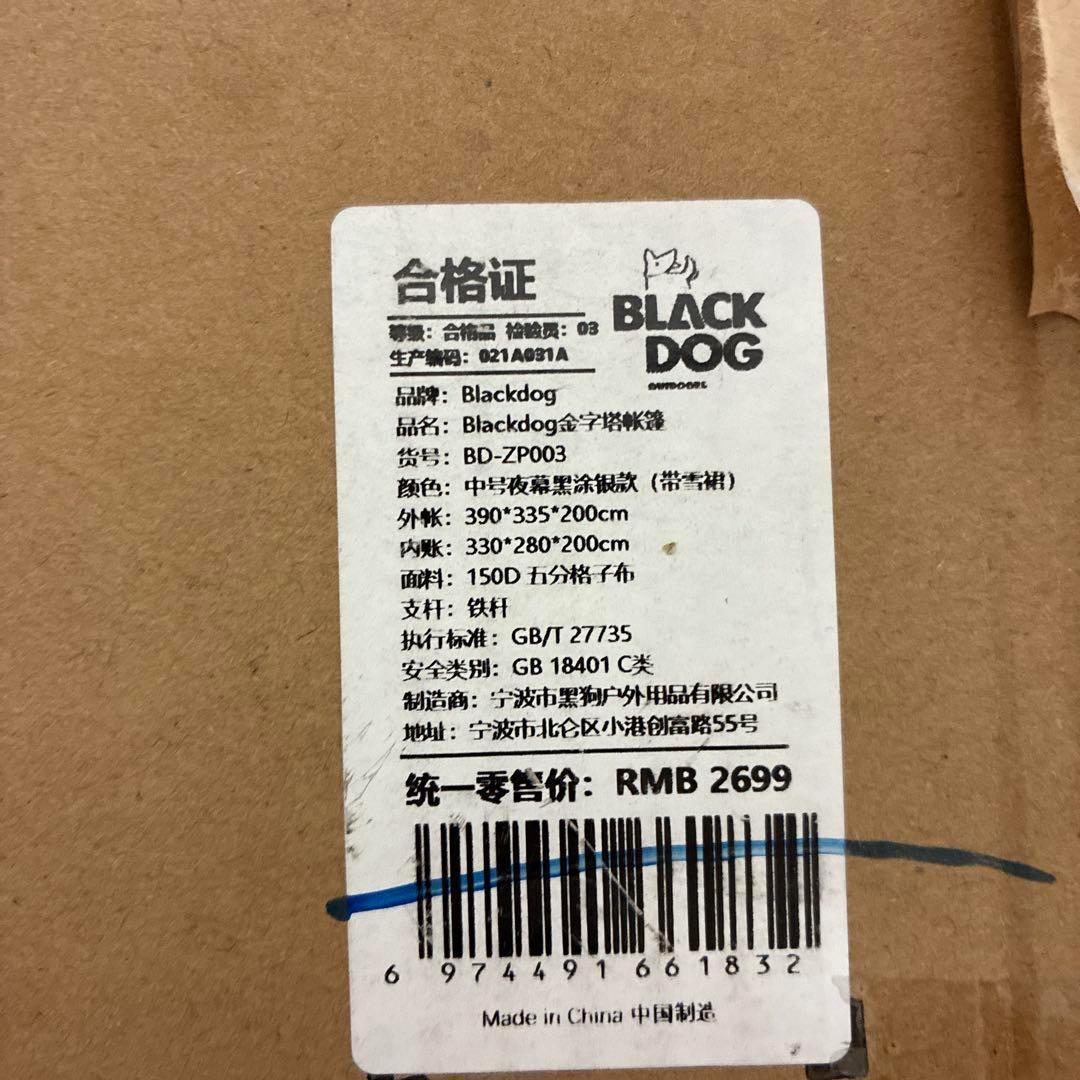 合格证
BLACK
DOG
OUTDOORS
等级：合格品 检验员：03
生产编码：021A031A
品牌：Blackdog
品名：Blackdog金字塔帐篷
货号：BD-ZP003
颜色：中号夜幕黑涂银款（带雪裙）
外帐：390*335*200cm
内账：330*280*200cm
面料：150D 五分格子布
支杆：铁杆
执行标准：GB/T 27735
安全类别：GB 18401 C类
制造商：宁波市黑狗户外用品有限公司
地址：宁波市北仑区小港创富路55号
统一零售价：RMB 2699
6 974491 661832
Made in China 中国制造